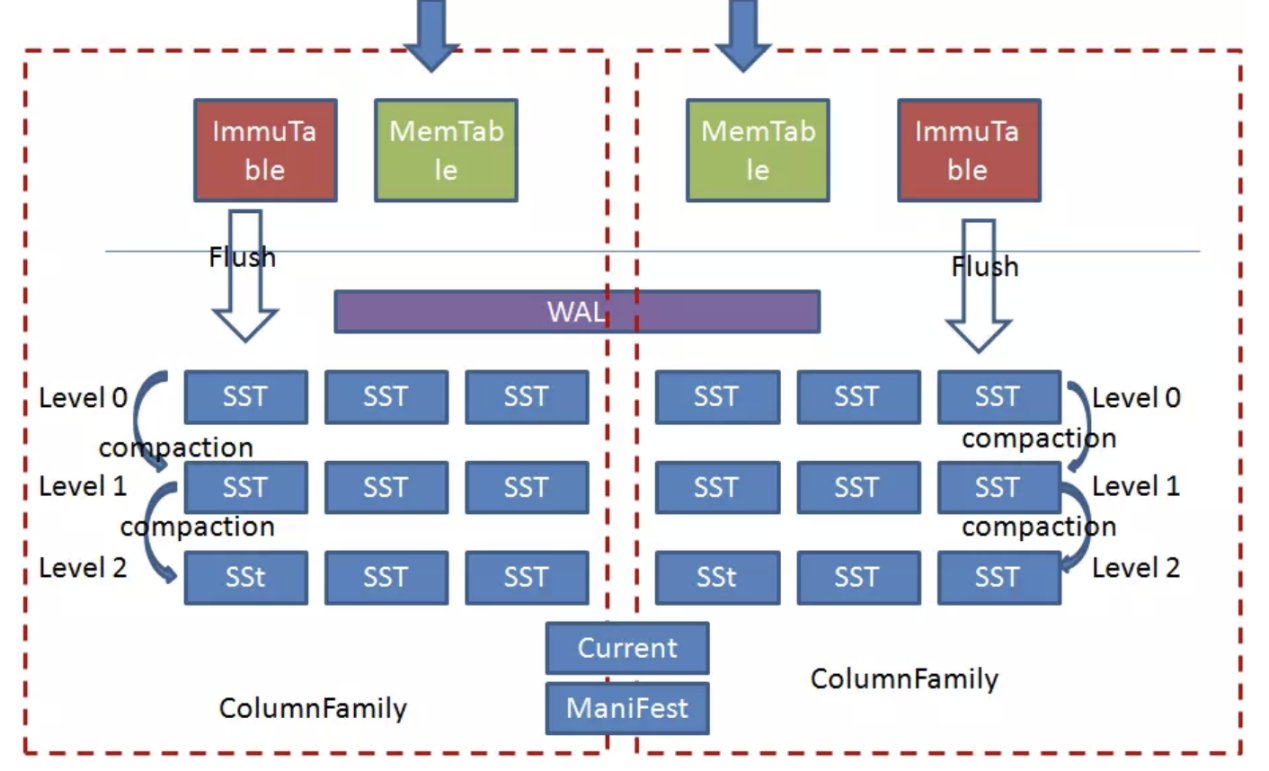 ImmuTa
ble
MemTab
le
MemTab
le
ImmuTa
ble
Flush
Flush
WAL
Level 0
SST
SST
SST
SST
SST
SST
Level 0
compaction
compaction
Level 1
SST
SST
SST
SST
SST
SST
Level 1
compaction
compaction
Level 2
SSt
SST
SST
SSt
SST
SST
Level 2
Current
ColumnFamily
ManiFest
ColumnFamily